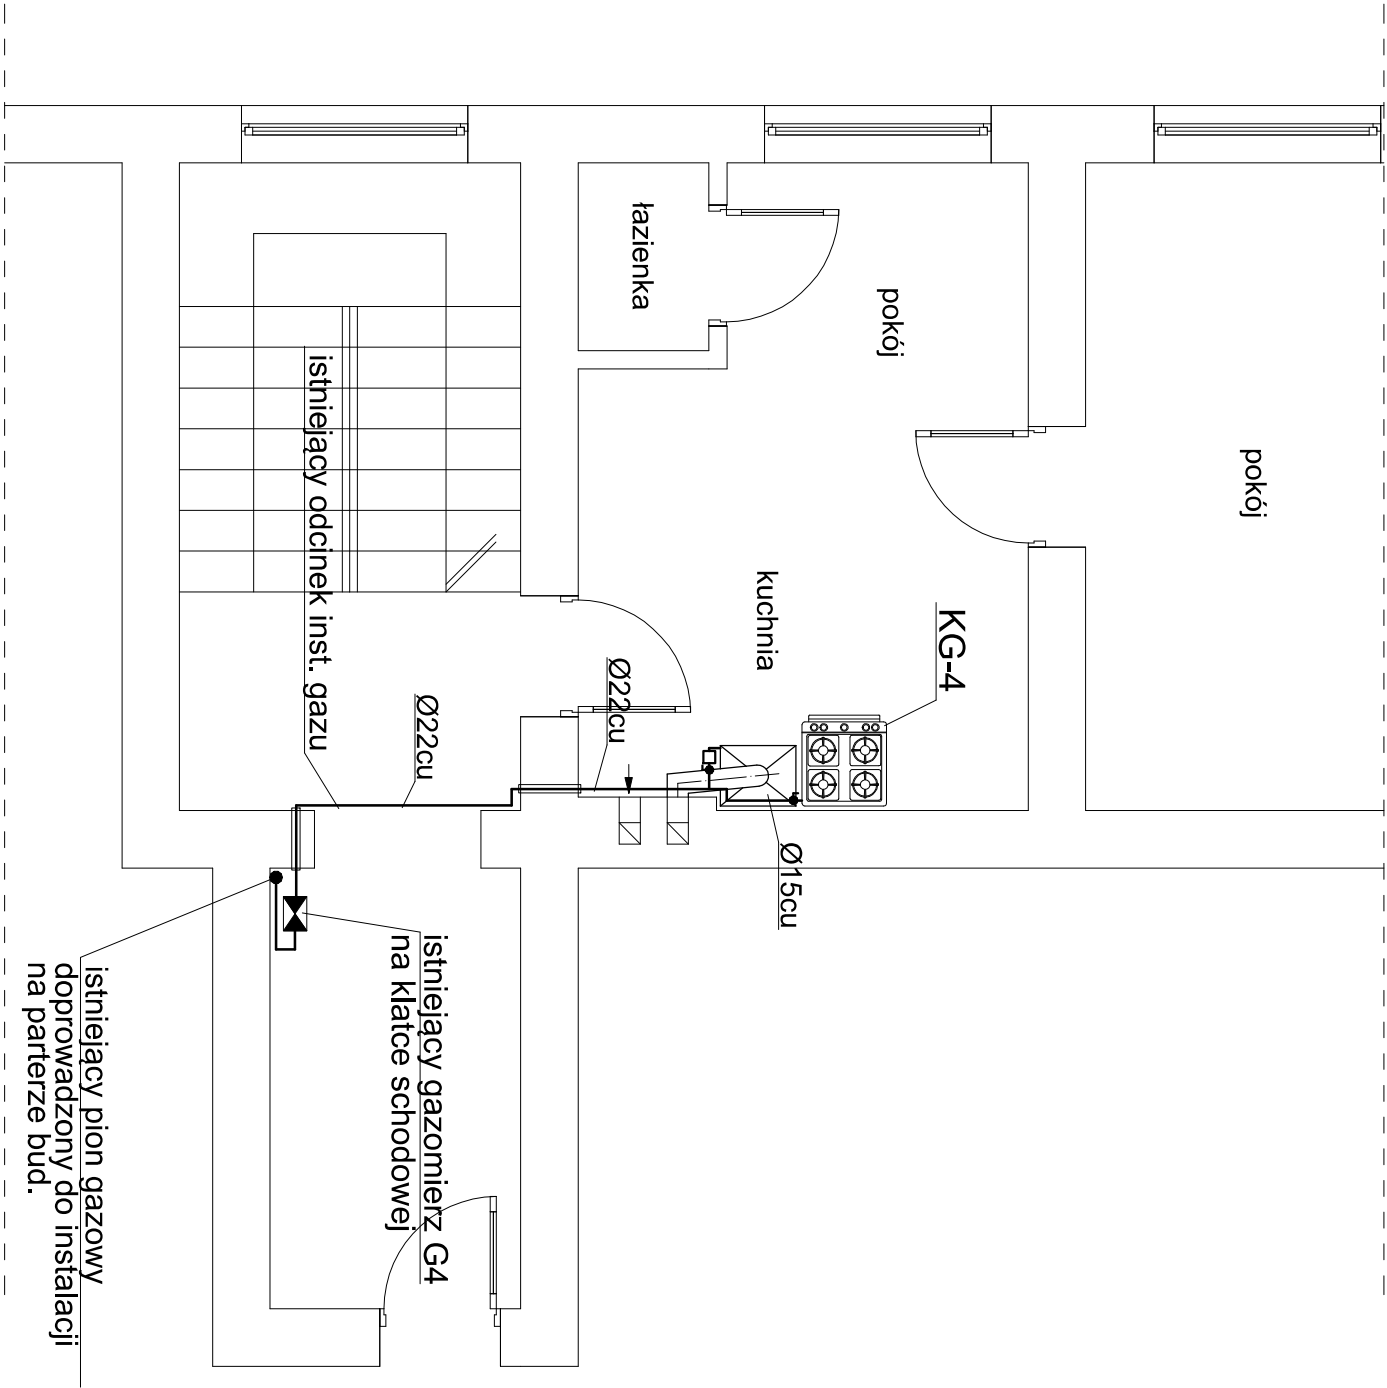 pokój
pokój
łazienka
KG-4
kuchnia
Ø22cu
Ø15cu
istniejący odcinek inst. gazu
Ø22cu
istniejący gazomierz G4
na klatce schodowej
istniejący pion gazowy
doprowadzony do instalacji
na parterze bud.